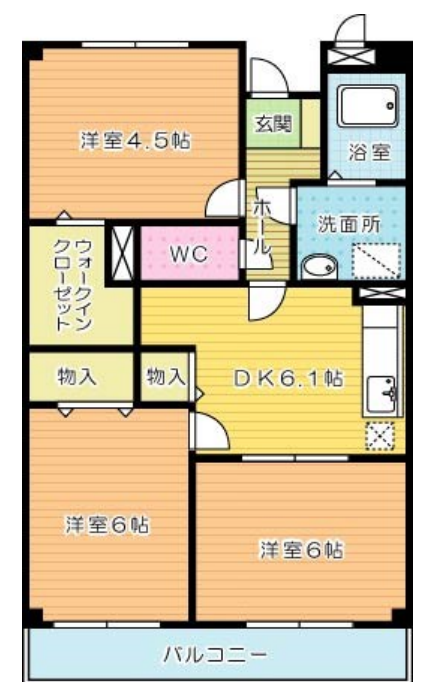 玄関
洋室4.5帖
浴室
ホール
洗面所
WC
ウォークイン
クローゼット
物入
物入
DK6.1帖
洋室6帖
洋室6帖
バルコニー